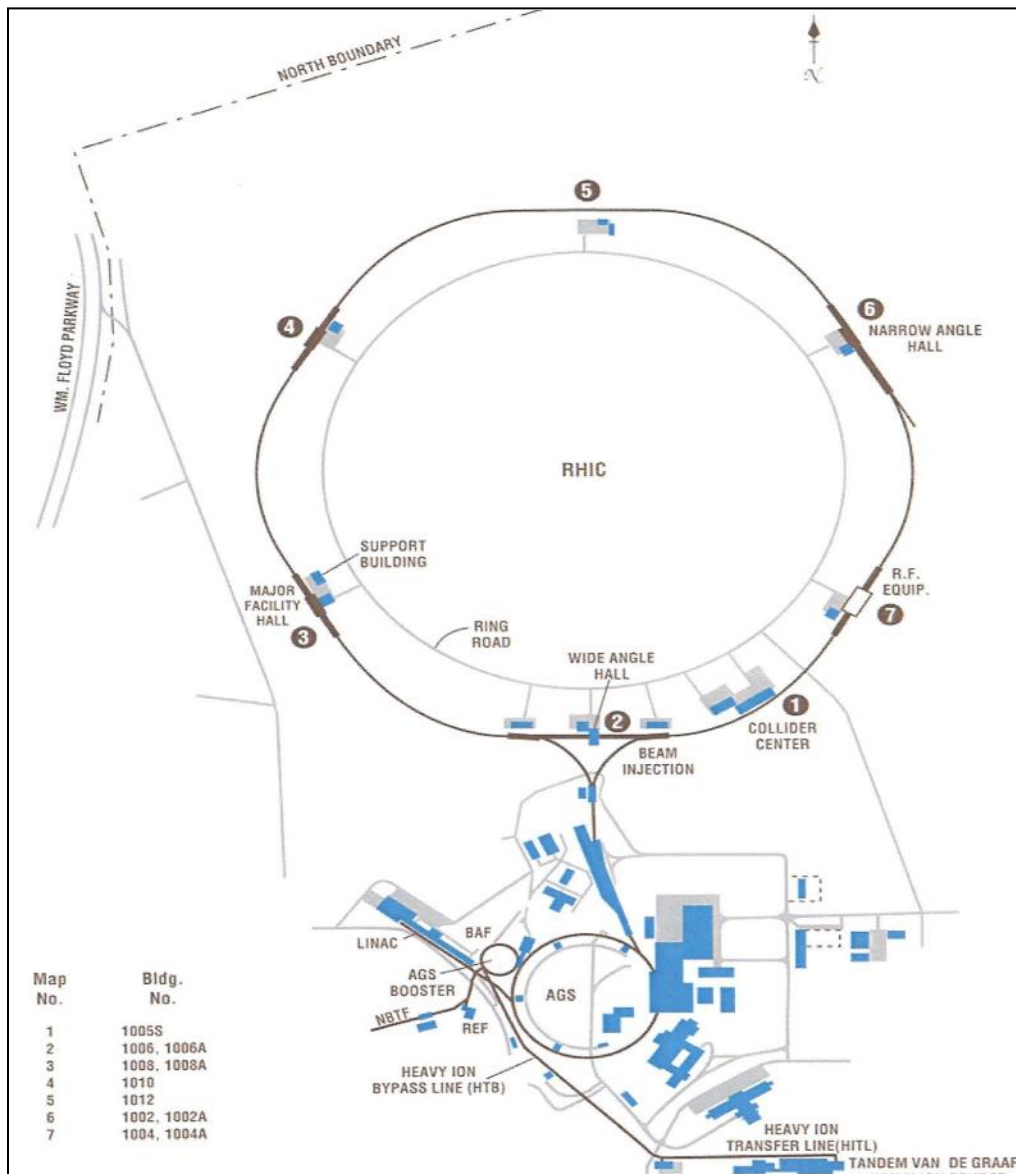 NORTH BOUNDARY
N
5
WM. FLOYD PARKWAY
4
6
NARROW ANGLE
HALL
RHIC
SUPPORT
BUILDING
R.F.
EQUIP.
MAJOR
FACILITY
HALL
7
3
RING
ROAD
WIDE ANGLE
HALL
1
2
COLLIDER
CENTER
BEAM
INJECTION
LINAC
BAF
AGS
BOOSTER
AGS
NBTF
REF
HEAVY ION
BYPASS LINE (HTB)
HEAVY ION
TRANSFER LINE(HITL)
TANDEM VAN DE GRAAF
Map Bldg.
No. No.
1 1005S
2 1006, 1006A
3 1008, 1008A
4 1010
5 1012
6 1002, 1002A
7 1004, 1004A